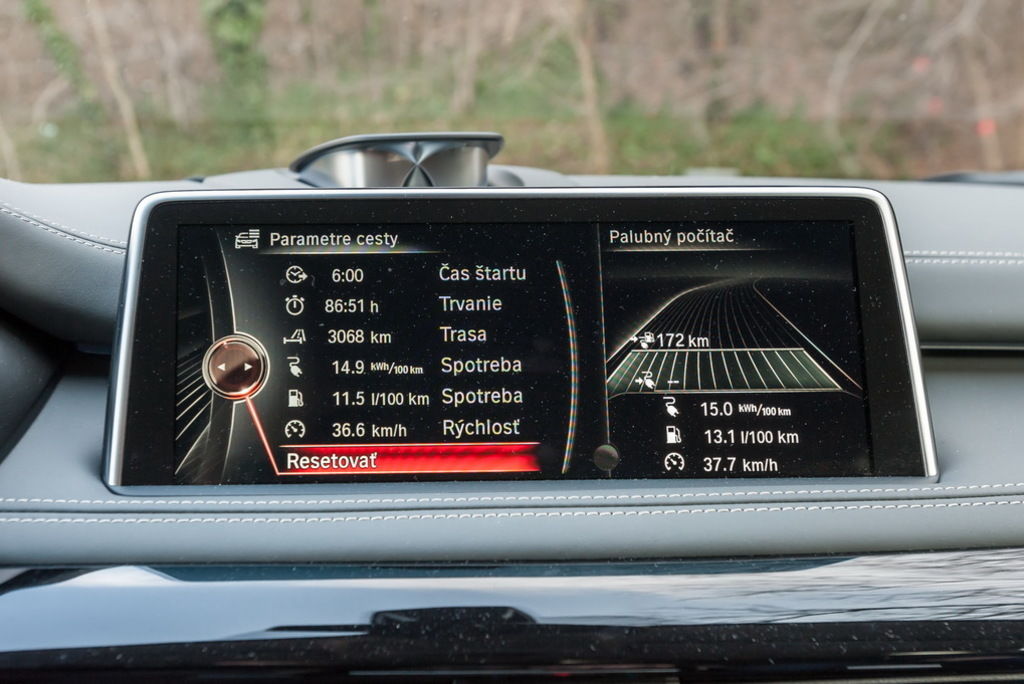 Parametre cesty
6:00 Čas štartu
86:51 h Trvanie
3068 km Trasa
14.9 kWh/100 km Spotreba
11.5 l/100 km Spotreba
36.6 km/h Rýchlosť
Resetovať
Palubný počítač
172 km
--
15.0 kWh/100 km
13.1 l/100 km
37.7 km/h